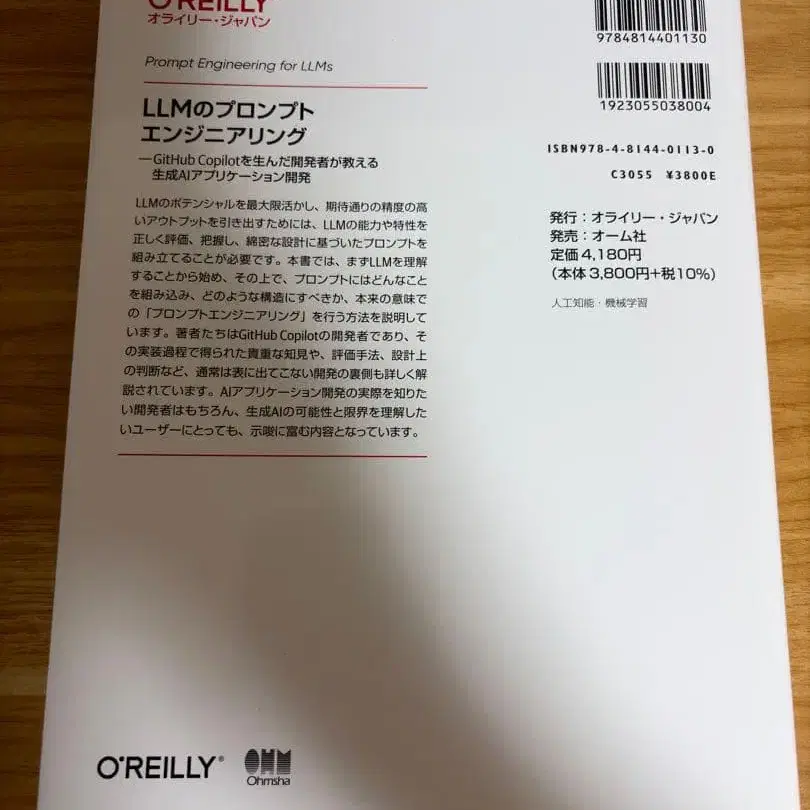 O'REILLY
オライリー・ジャパン
Prompt Engineering for LLMs
LLMのプロンプト
エンジニアリング
―GitHub Copilotを生んだ開発者が教える
生成AIアプリケーション開発
LLMのポテンシャルを最大限活かし、期待通りの精度の高
いアウトプットを引き出すためには、LLMの能力や特性を
正しく評価、把握し、綿密な設計に基づいたプロンプトを
組み立てることが必要です。本書では、まずLLMを理解
することから始め、その上で、プロンプトにはどんなこと
を組み込み、どのような構造にすべきか、本来の意味で
の「プロンプトエンジニアリング」を行う方法を説明して
います。著者たちはGitHub Copilotの開発者であり、そ
の実装過程で得られた貴重な知見や、評価手法、設計上
の判断など、通常は表に出てこない開発の裏側も詳しく解
説されています。AIアプリケーション開発の実際を知りた
い開発者はもちろん、生成AIの可能性と限界を理解した
いユーザーにとっても、示唆に富む内容となっています。
9784814401130
1923055038004
ISBN978-4-8144-0113-0
C3055 ¥3800E
発行：オライリー・ジャパン
発売：オーム社
定価4,180円
（本体3,800円+税10%）
人工知能・機械学習
O'REILLY®
OHM
Ohmsha